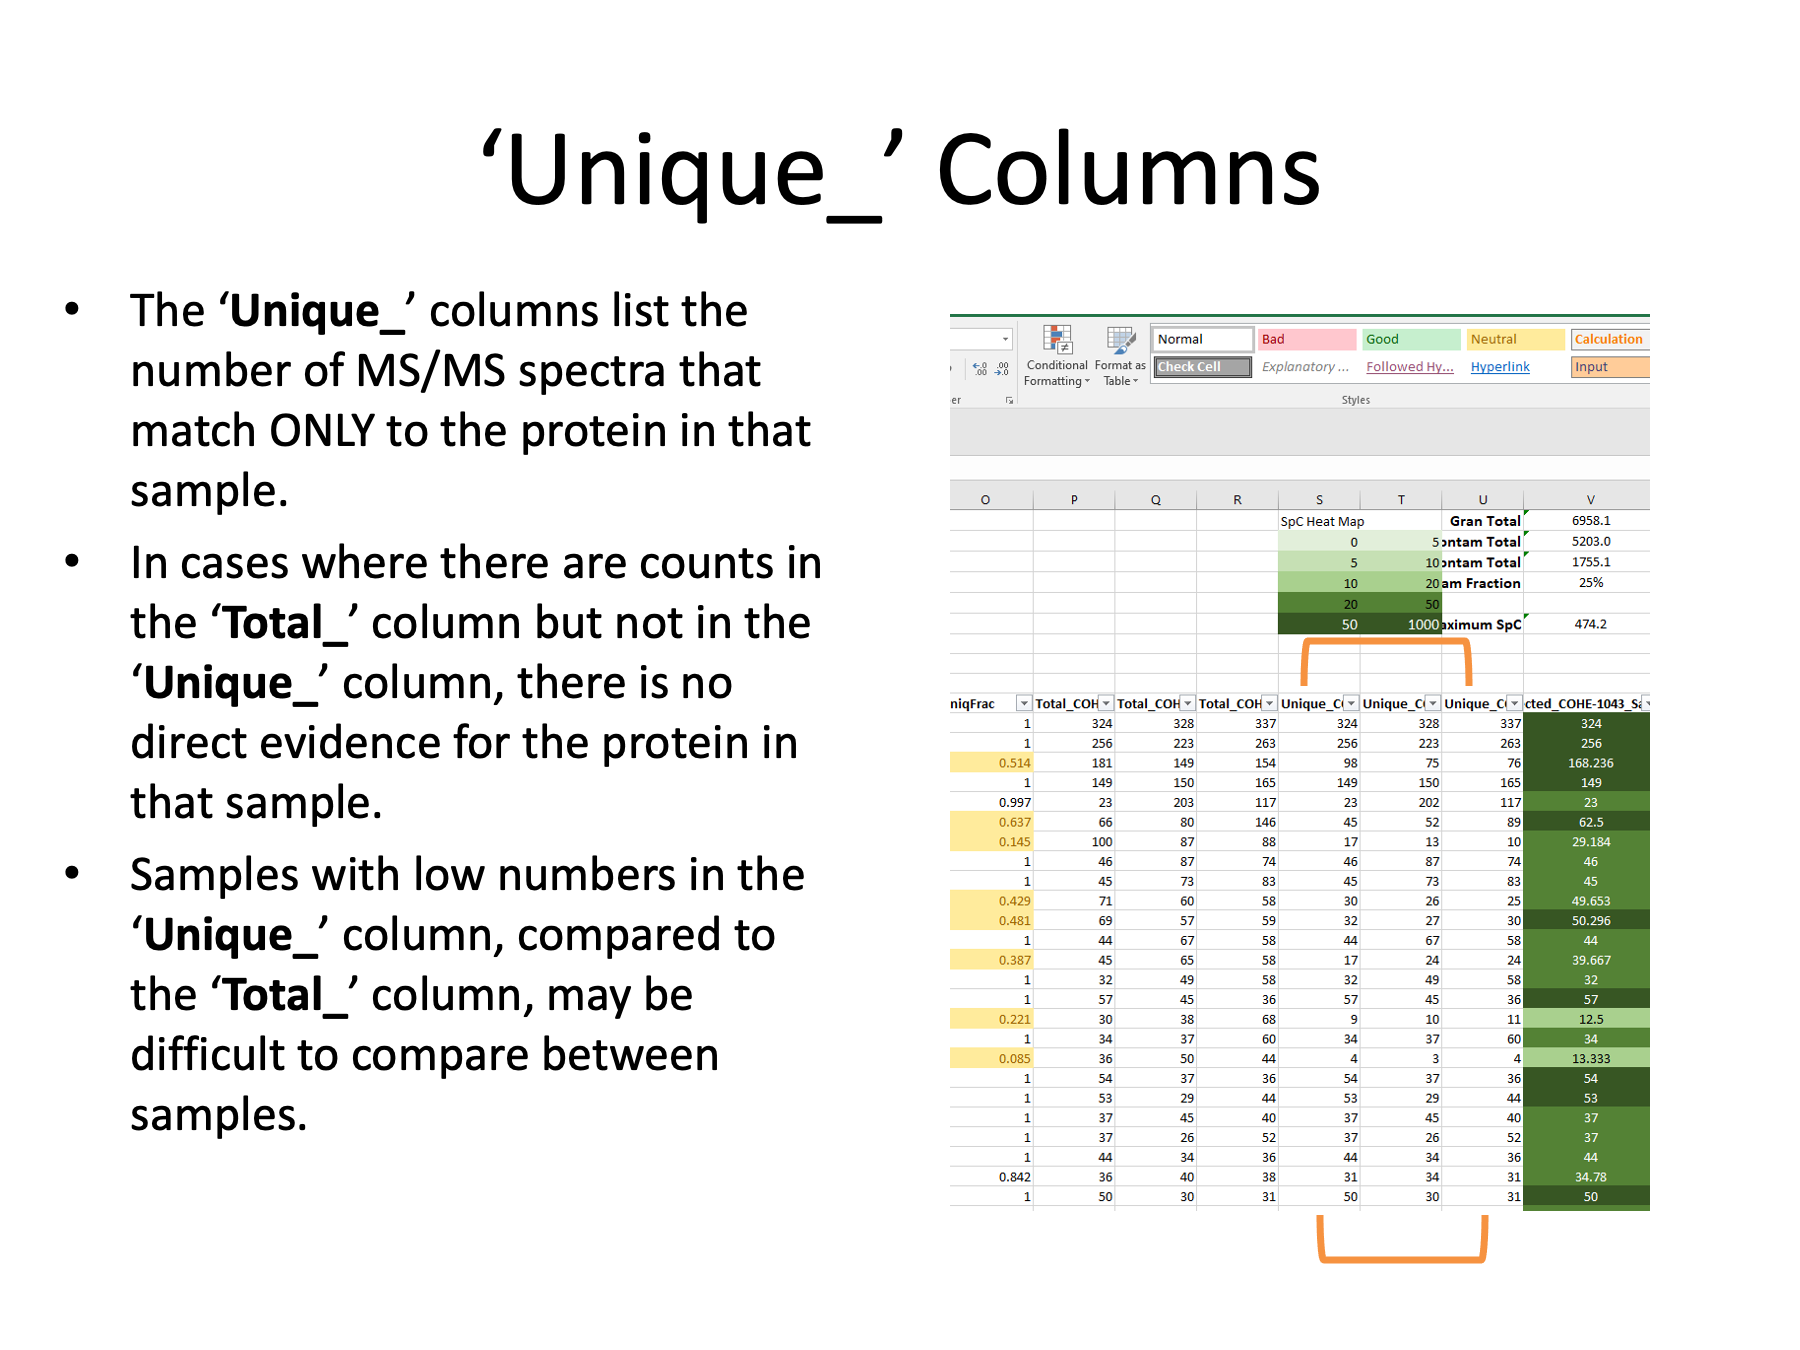 ‘Unique_’ Columns
• The ‘Unique_’ columns list the
number of MS/MS spectra that
match ONLY to the protein in that
sample.
• In cases where there are counts in
the ‘Total_’ column but not in the
‘Unique_’ column, there is no
direct evidence for the protein in
that sample.
• Samples with low numbers in the
‘Unique_’ column, compared to
the ‘Total_’ column, may be
difficult to compare between
samples.
Conditional Formatting
Format as Table
Normal Bad Good Neutral Calculation
Check Cell Explanatory ... Followed Hy... Hyperlink Input
er Styles
O P Q R S T U V
SpC Heat Map Gran Total 6958.1
0 5 ontam Total 5203.0
5 10 ontam Total 1755.1
10 20 am Fraction 25%
20 50
50 1000 aximum SpC 474.2
niqFrac Total_COH Total_COH Total_COH Unique_C Unique_C Unique_C cted_COHE-1043_Sa
1 324 328 337 324 328 337 324
1 256 223 263 256 223 263 256
0.514 181 149 154 98 75 76 168.236
1 149 150 165 149 150 165 149
0.997 23 203 117 23 202 117 23
0.637 66 80 146 45 52 89 62.5
0.145 100 87 88 17 13 10 29.184
1 46 87 74 46 87 74 46
1 45 73 83 45 73 83 45
0.429 71 60 58 30 26 25 49.653
0.481 69 57 59 32 27 30 50.296
1 44 67 58 44 67 58 44
0.387 45 65 58 17 24 24 39.667
1 32 49 58 32 49 58 32
1 57 45 36 57 45 36 57
0.221 30 38 68 9 10 11 12.5
1 34 37 60 34 37 60 34
0.085 36 50 44 4 3 4 13.333
1 54 37 36 54 37 36 54
1 53 29 44 53 29 44 53
1 37 45 40 37 45 40 37
1 37 26 52 37 26 52 37
1 44 34 36 44 34 36 44
0.842 36 40 38 31 34 31 34.78
1 50 30 31 50 30 31 50